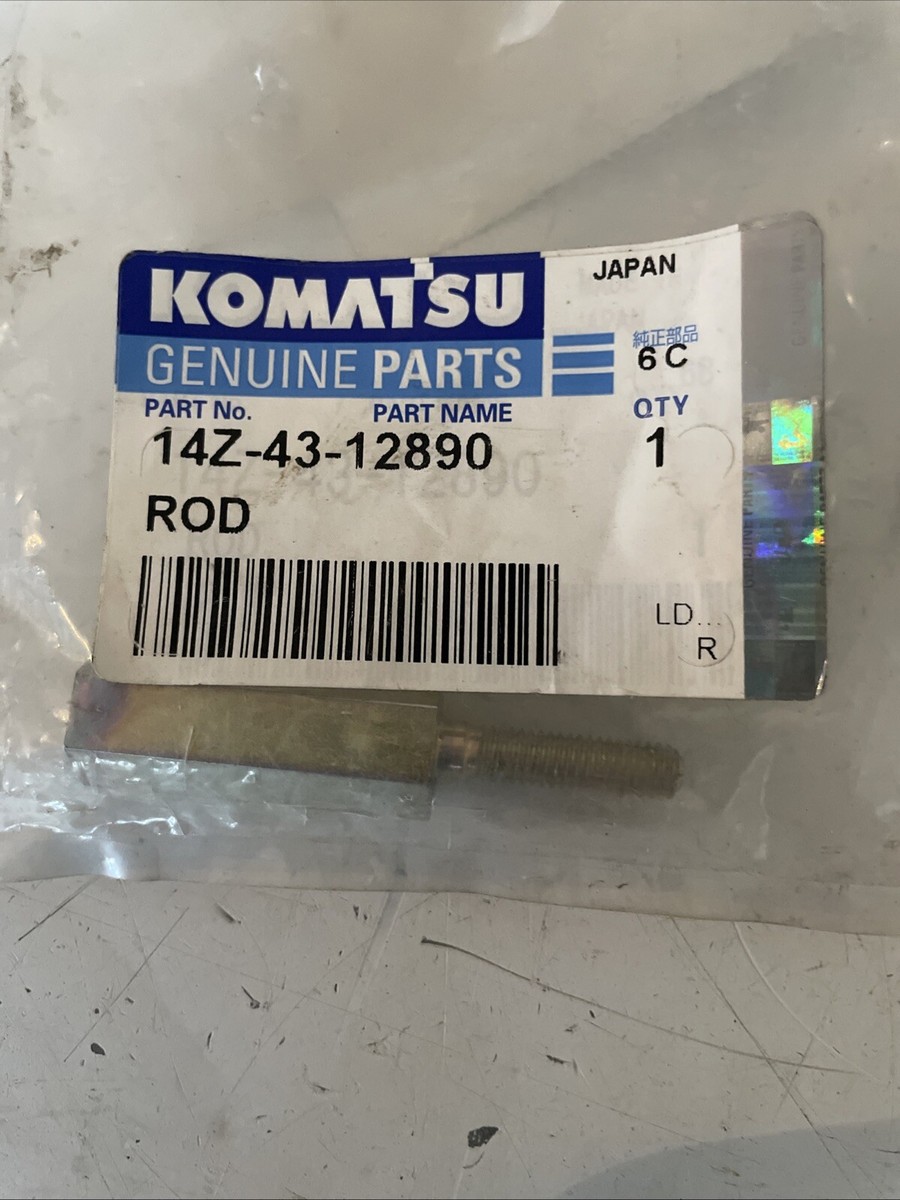 KOMATSU
JAPAN
GENUINE PARTS
純正部品
6 C
PART No. PART NAME QTY
14Z-43-12890 1
ROD
LD...
R